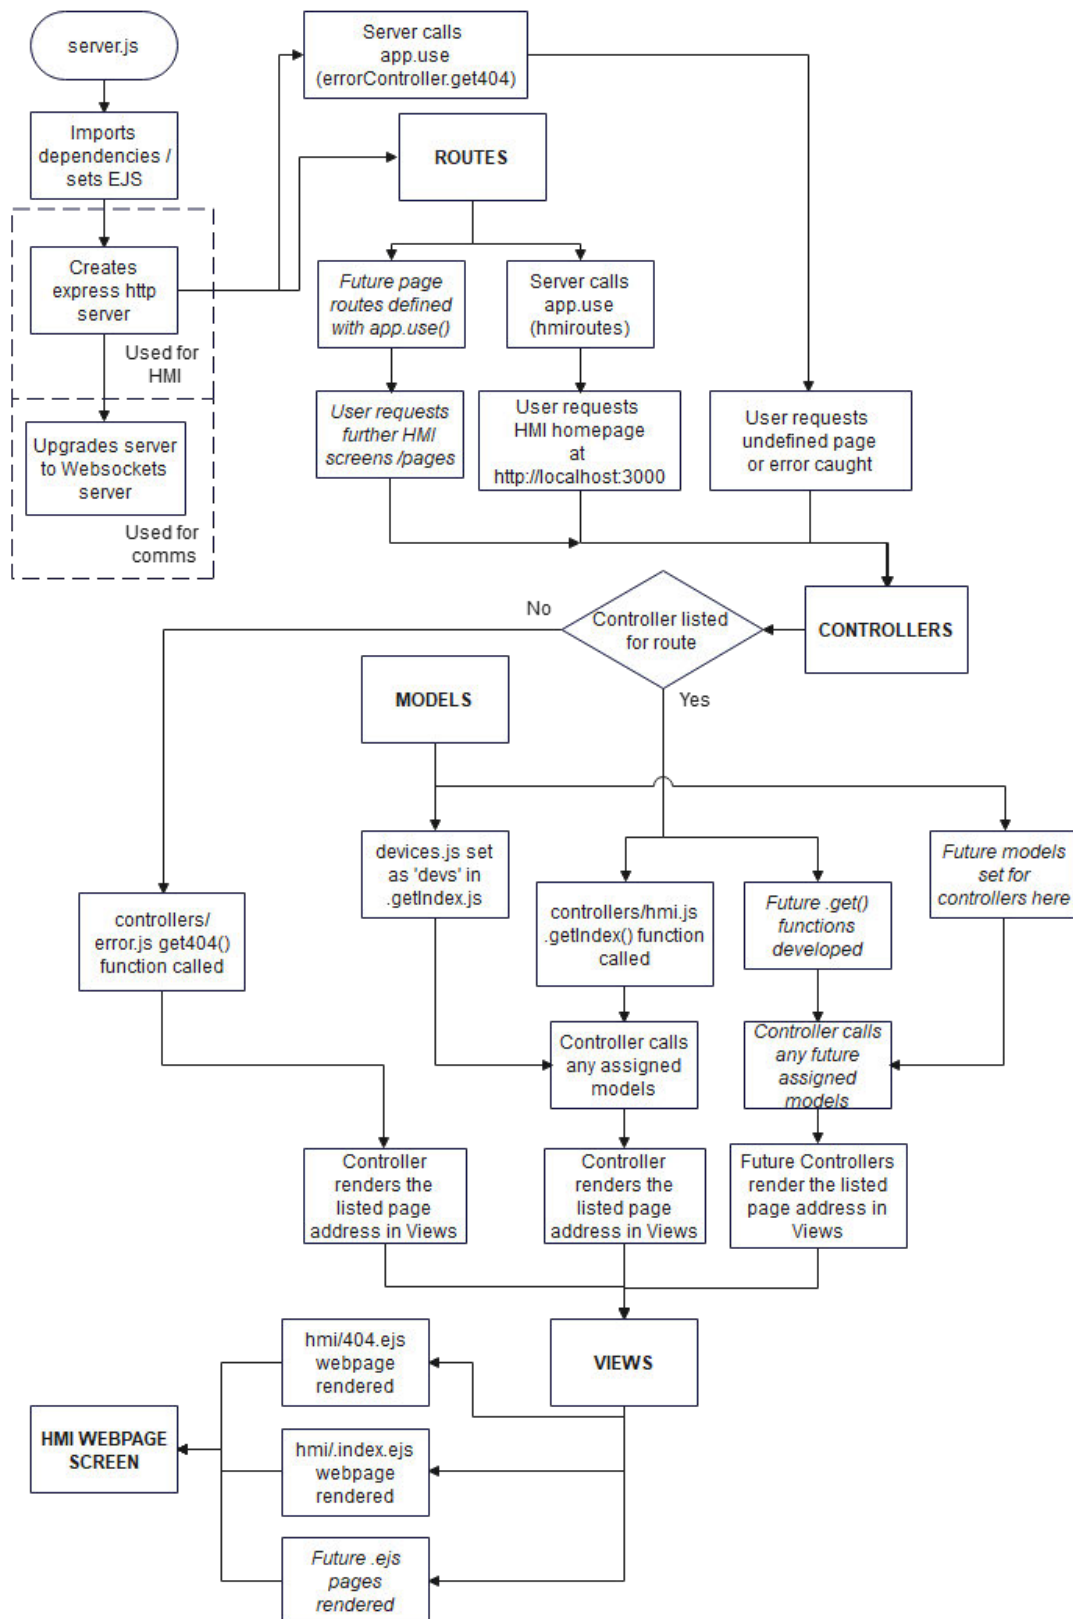 server.js
Server calls
app.use
(errorController.get404)
Imports
dependencies /
sets EJS
ROUTES
Creates
express http
server
Used for
HMI
Future page
routes defined
with app.use()
Server calls
app.use
(hmiroutes)
Upgrades server
to Websockets
server
Used for
comms
User requests
further HMI
screens /pages
User requests
HMI homepage
at
http://localhost:3000
User requests
undefined page
or error caught
No
Controller listed
for route
CONTROLLERS
MODELS
Yes
devices.js set
as 'devs' in
.getIndex.js
Future models
set for
controllers here
controllers/
error.js get404()
function called
controllers/hmi.js
.getIndex() function
called
Future .get()
functions
developed
Controller calls
any assigned
models
Controller calls
any future
assigned
models
Controller
renders the
listed page
address in Views
Controller
renders the
listed page
address in Views
Future Controllers
render the listed
page address in
Views
hmi/404.ejs
webpage
rendered
VIEWS
HMI WEBPAGE
SCREEN
hmi/.index.ejs
webpage
rendered
Future .ejs
pages
rendered